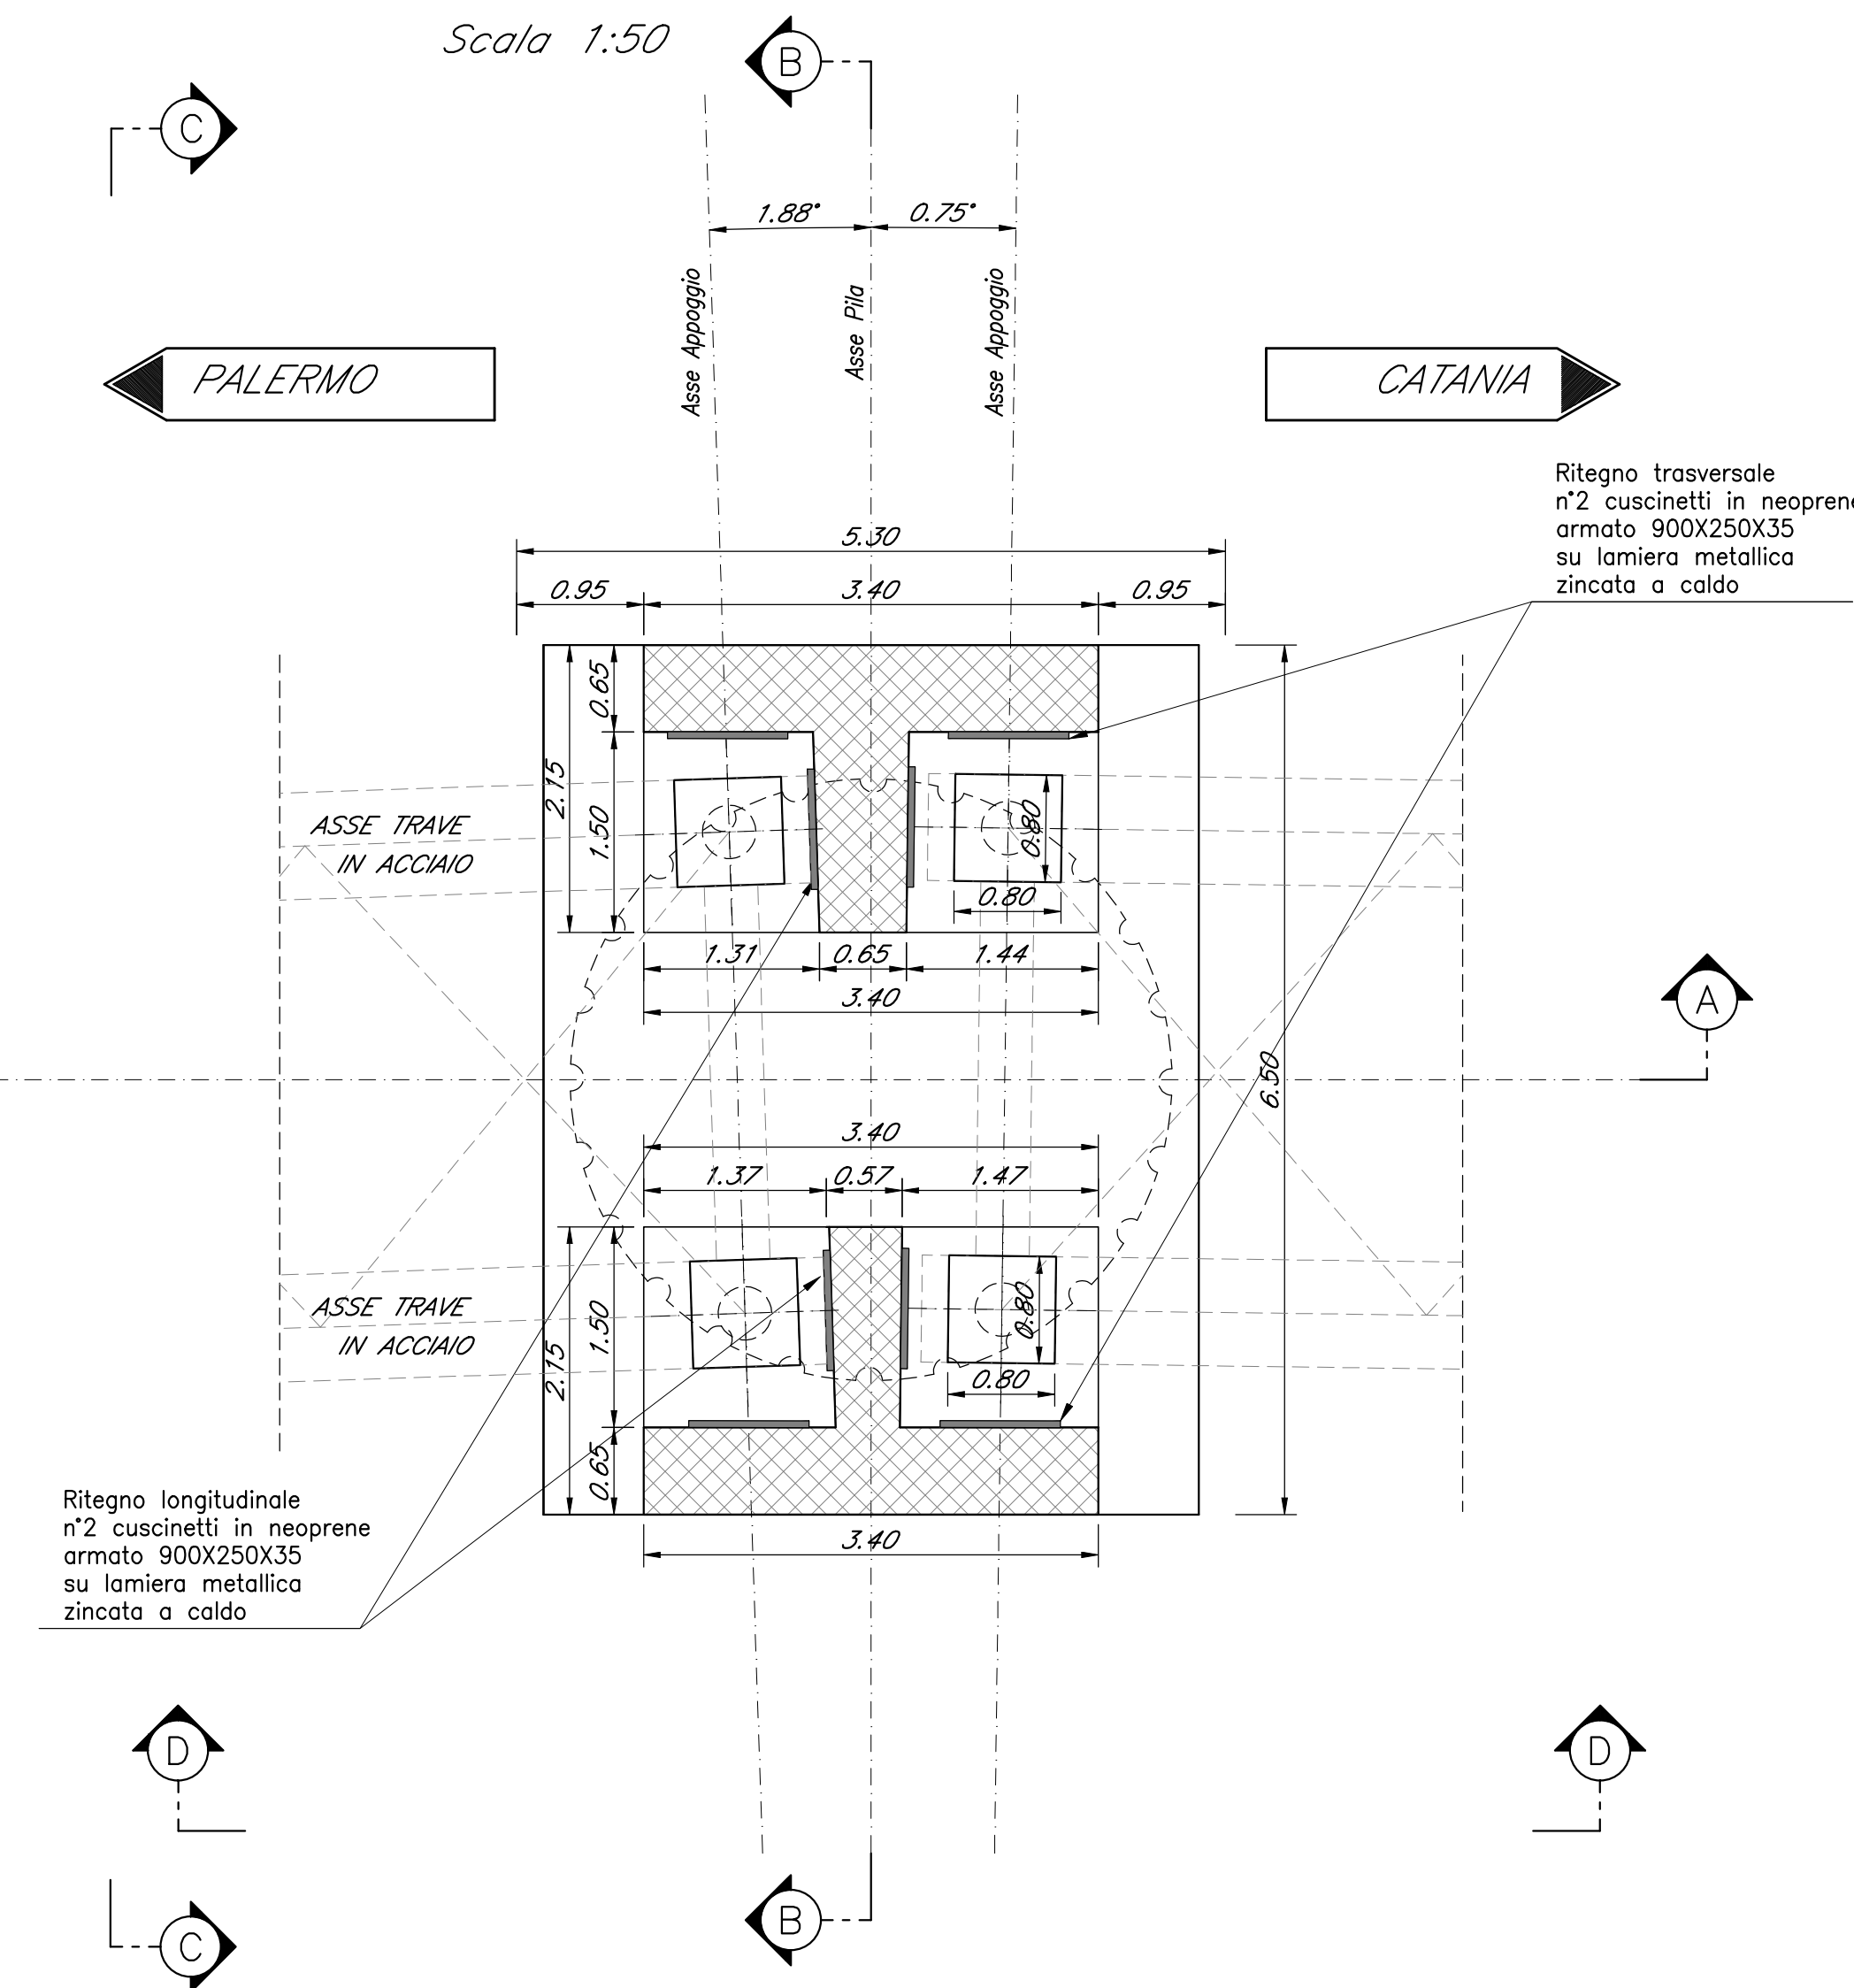 Scala 1:50
B
C
1.88°
0.75°
Asse Appoggio
Asse Pila
Asse Appoggio
PALERMO
CATANIA
Ritegno trasversale
n°2 cuscinetti in neoprene
armato 900X250X35
su lamiera metallica
zincata a caldo
5.30
0.95
3.40
0.95
0.65
2.15
1.50
ASSE TRAVE
IN ACCIAIO
0.80
0.80
1.31
0.65
1.44
3.40
A
6.50
3.40
1.37
0.57
1.47
ASSE TRAVE
IN ACCIAIO
1.50
2.15
0.80
0.80
0.65
3.40
Ritegno longitudinale
n°2 cuscinetti in neoprene
armato 900X250X35
su lamiera metallica
zincata a caldo
D
D
B
C